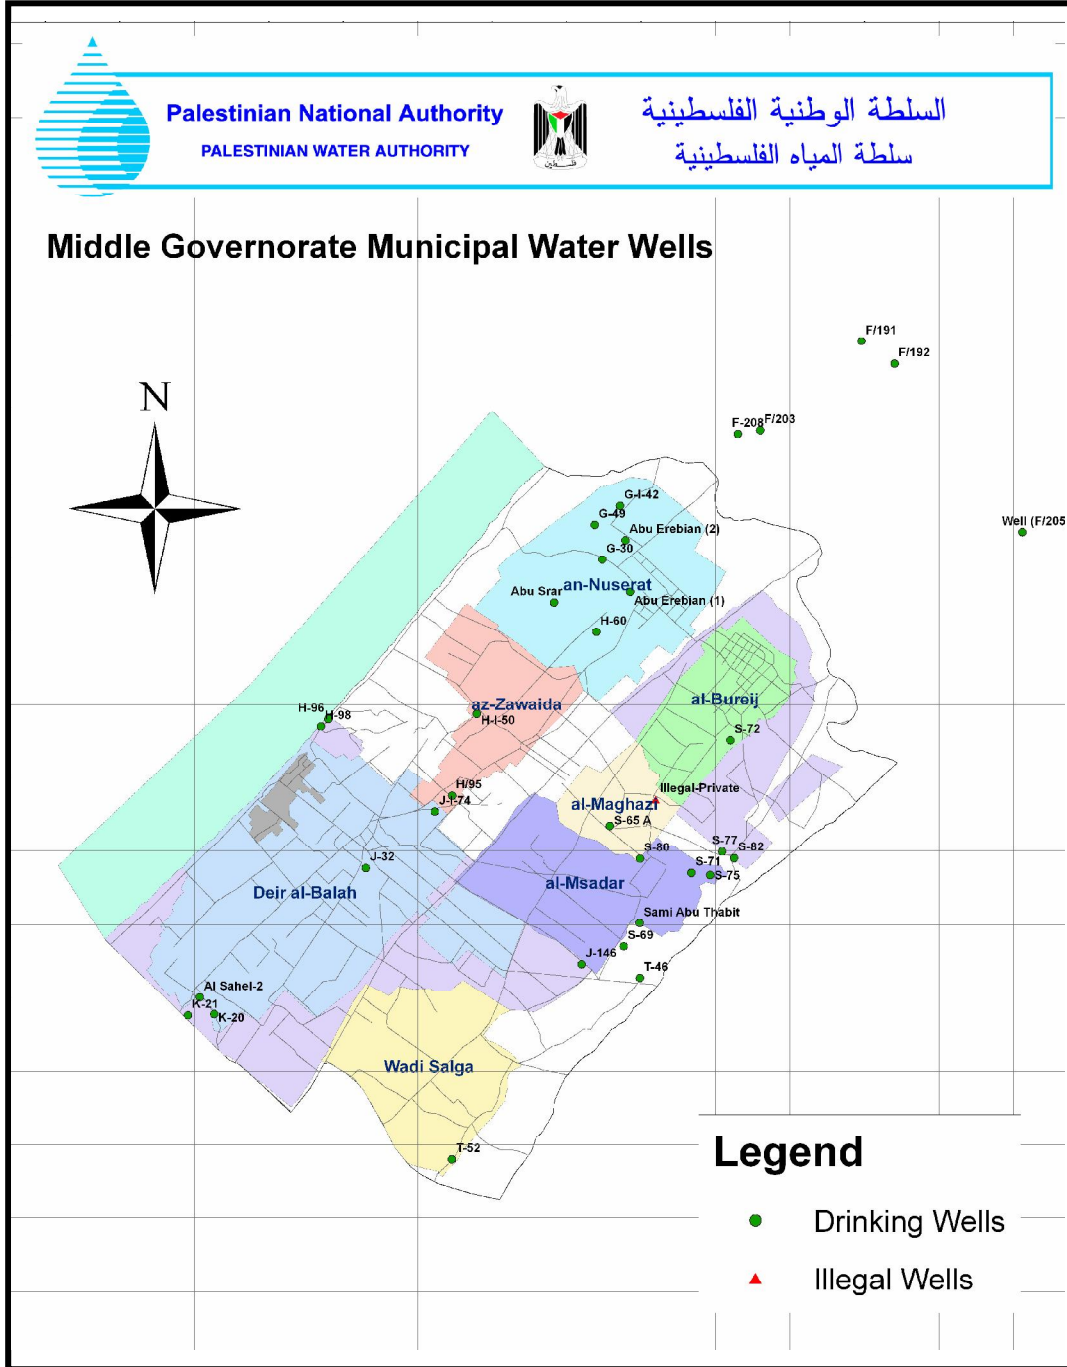 Palestinian National Authority
PALESTINIAN WATER AUTHORITY
السلطة الوطنية الفلسطينية
سلطة المياه الفلسطينية
فلسطين
Middle Governorate Municipal Water Wells
N
F/191
F/192
F-208
F/203
Well (F/205
G-I-42
G-49
Abu Erebian (2)
G-30
an-Nuserat
Abu Srar
Abu Erebian (1)
H-60
al-Bureij
az-Zawaida
H-96
H-98
H-I-50
S-72
H/95
J-I-74
Illegal-Private
al-Maghazi
S-65 A
S-80
S-77
S-82
J-32
S-71
S-75
al-Msadar
Deir al-Balah
Sami Abu Thabit
S-69
J-146
T-46
Al Sahel-2
K-21
K-20
Wadi Salga
T-52
Legend
Drinking Wells
Illegal Wells